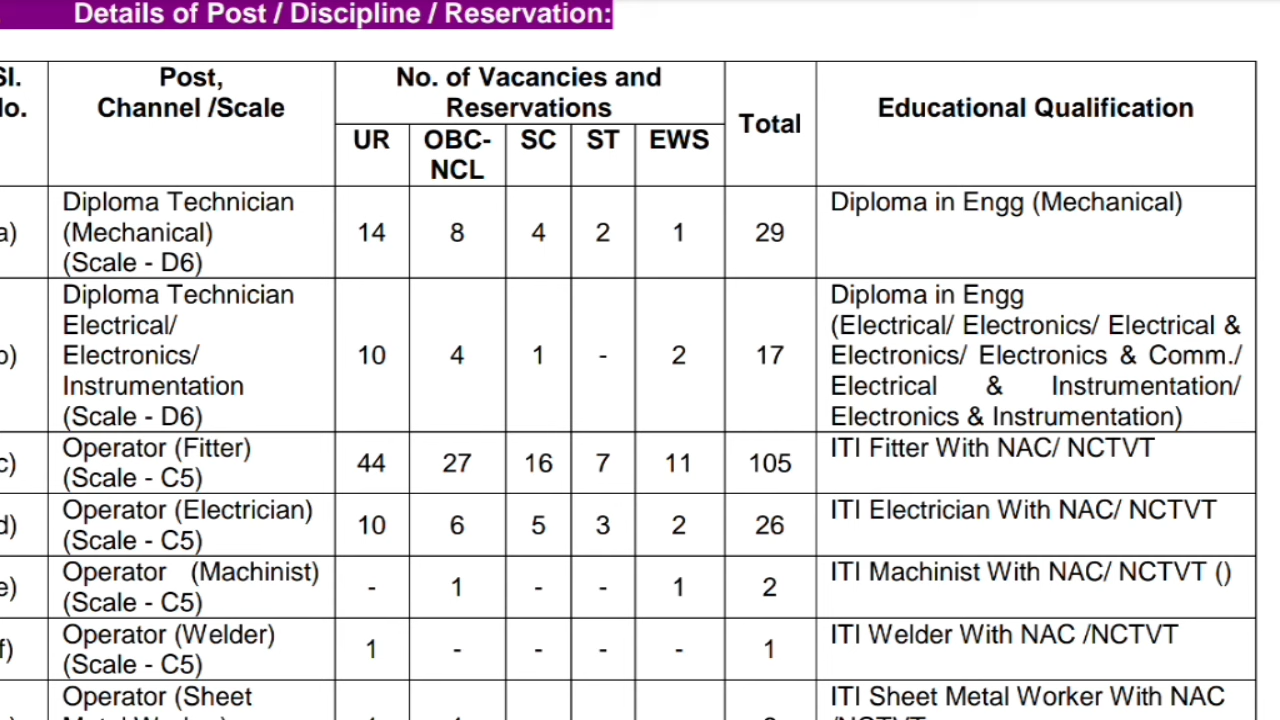 Details of Post / Discipline / Reservation:
Sl. No. Post, Channel /Scale No. of Vacancies and Reservations Total Educational Qualification
UR OBC-NCL SC ST EWS
a) Diploma Technician (Mechanical) (Scale - D6) 14 8 4 2 1 29 Diploma in Engg (Mechanical)
b) Diploma Technician Electrical/ Electronics/ Instrumentation (Scale - D6) 10 4 1 - 2 17 Diploma in Engg (Electrical/ Electronics/ Electrical & Electronics/ Electronics & Comm./ Electrical & Instrumentation/ Electronics & Instrumentation)
c) Operator (Fitter) (Scale - C5) 44 27 16 7 11 105 ITI Fitter With NAC/ NCTVT
d) Operator (Electrician) (Scale - C5) 10 6 5 3 2 26 ITI Electrician With NAC/ NCTVT
e) Operator (Machinist) (Scale - C5) - 1 - - 1 2 ITI Machinist With NAC/ NCTVT ()
f) Operator (Welder) (Scale - C5) 1 - - - - 1 ITI Welder With NAC /NCTVT
Operator (Sheet Metal Worker) ITI Sheet Metal Worker With NAC /NCTVT